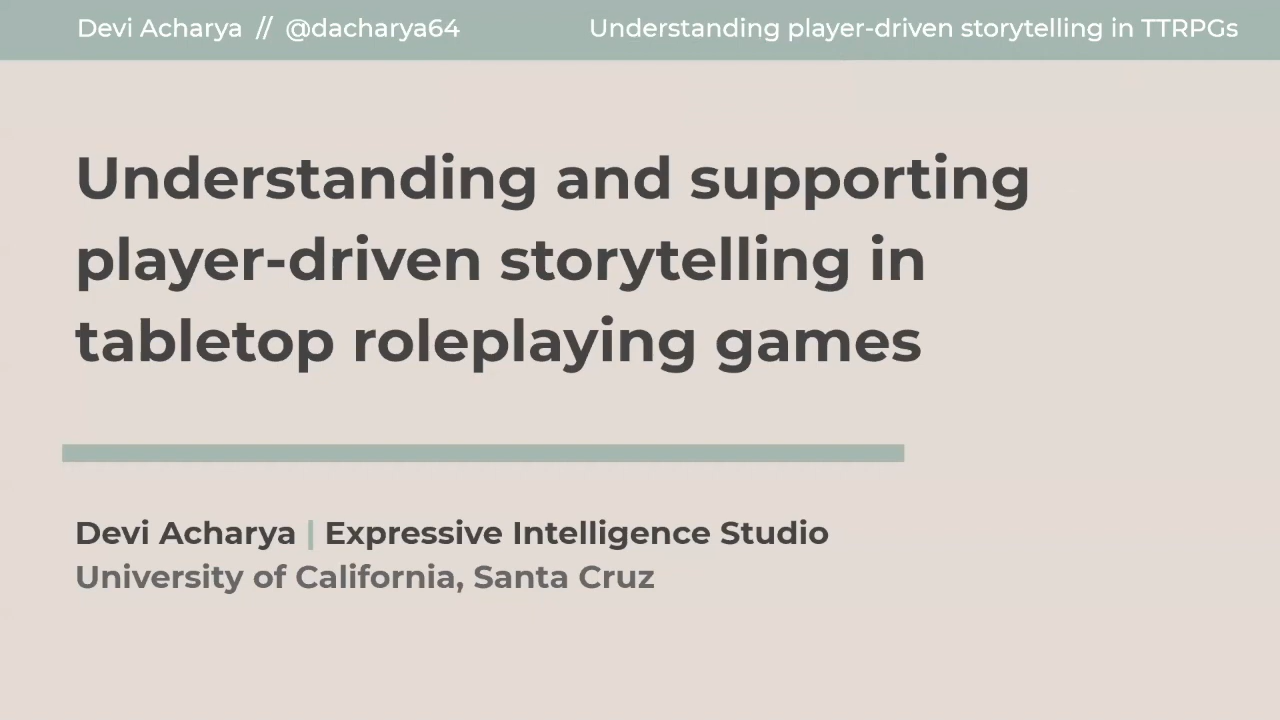 Devi Acharya // @dacharya64
Understanding player-driven storytelling in TTRPGs
Understanding and supporting
player-driven storytelling in
tabletop roleplaying games
Devi Acharya | Expressive Intelligence Studio
University of California, Santa Cruz